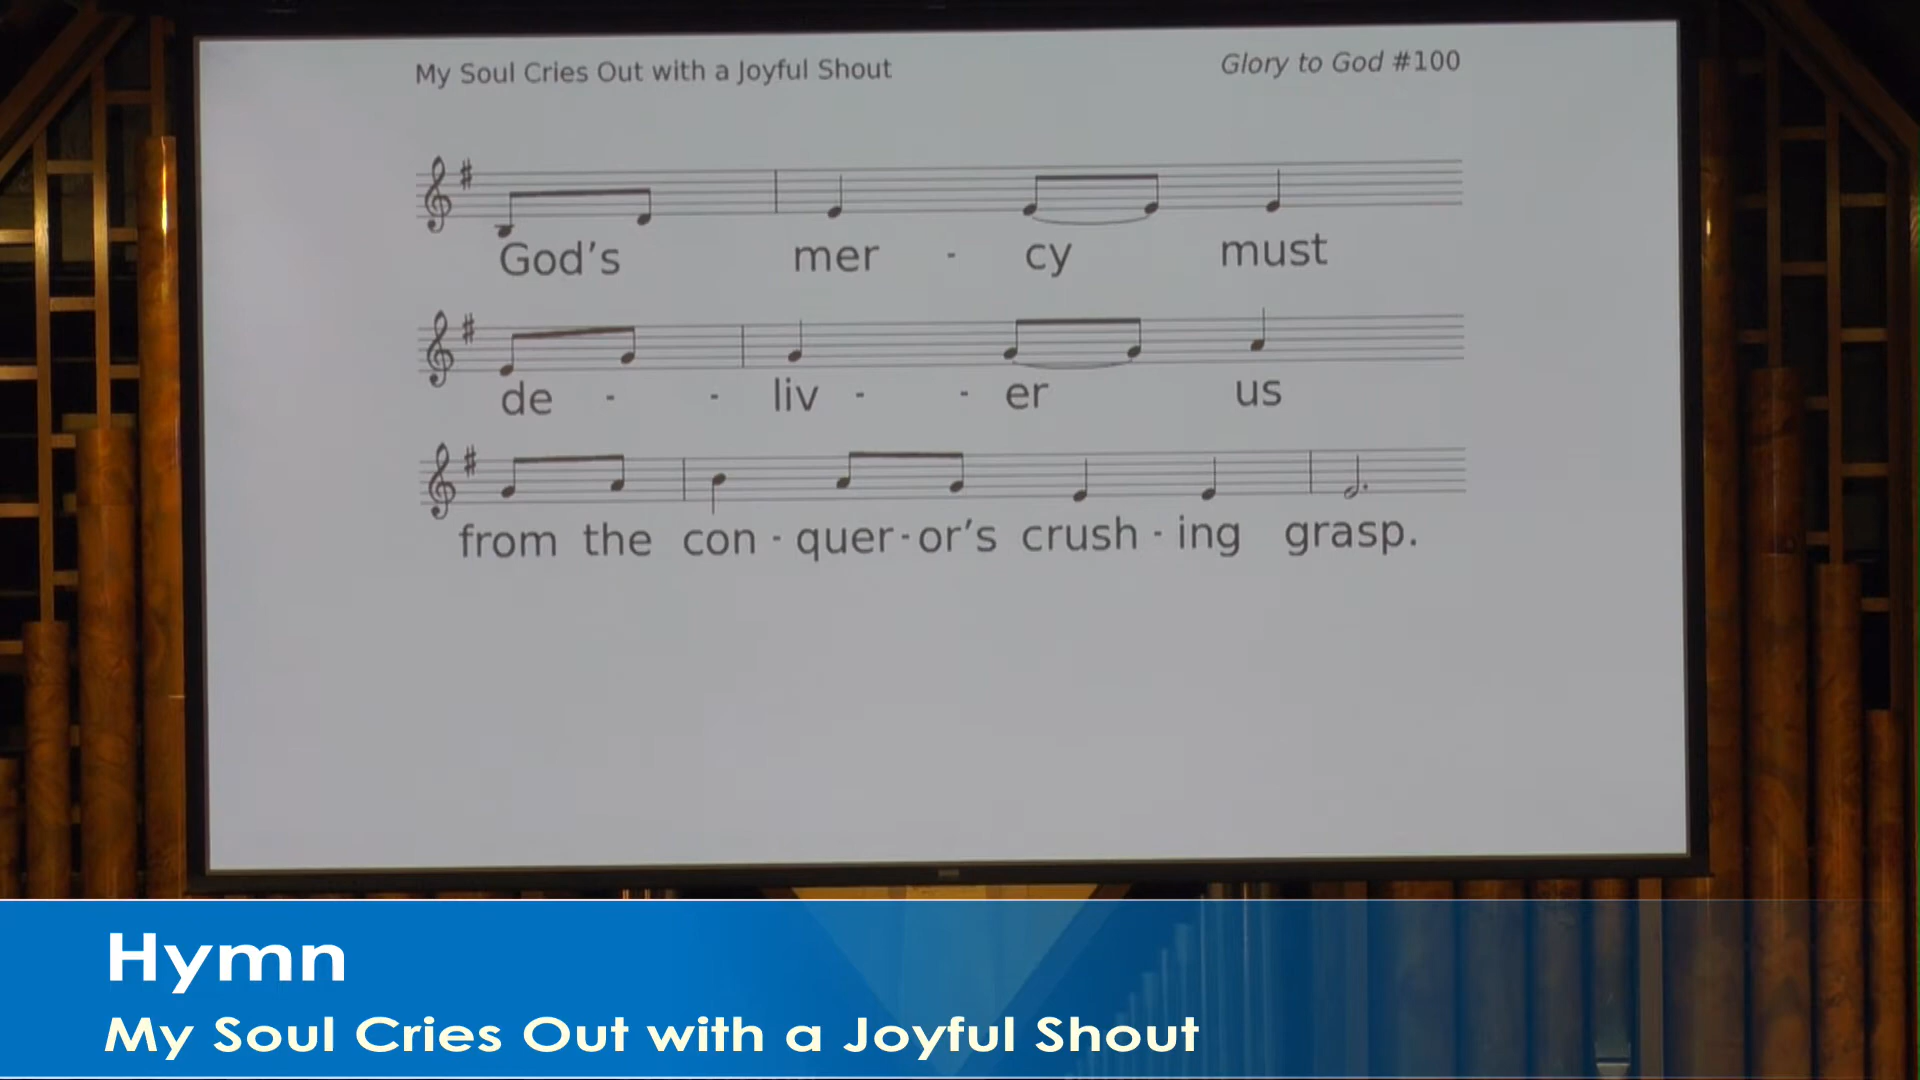 My Soul Cries Out with a Joyful Shout
Glory to God #100
God’s mer - cy must
de - - liv - - er us
from the con - quer - or’s crush - ing grasp.
Hymn
My Soul Cries Out with a Joyful Shout